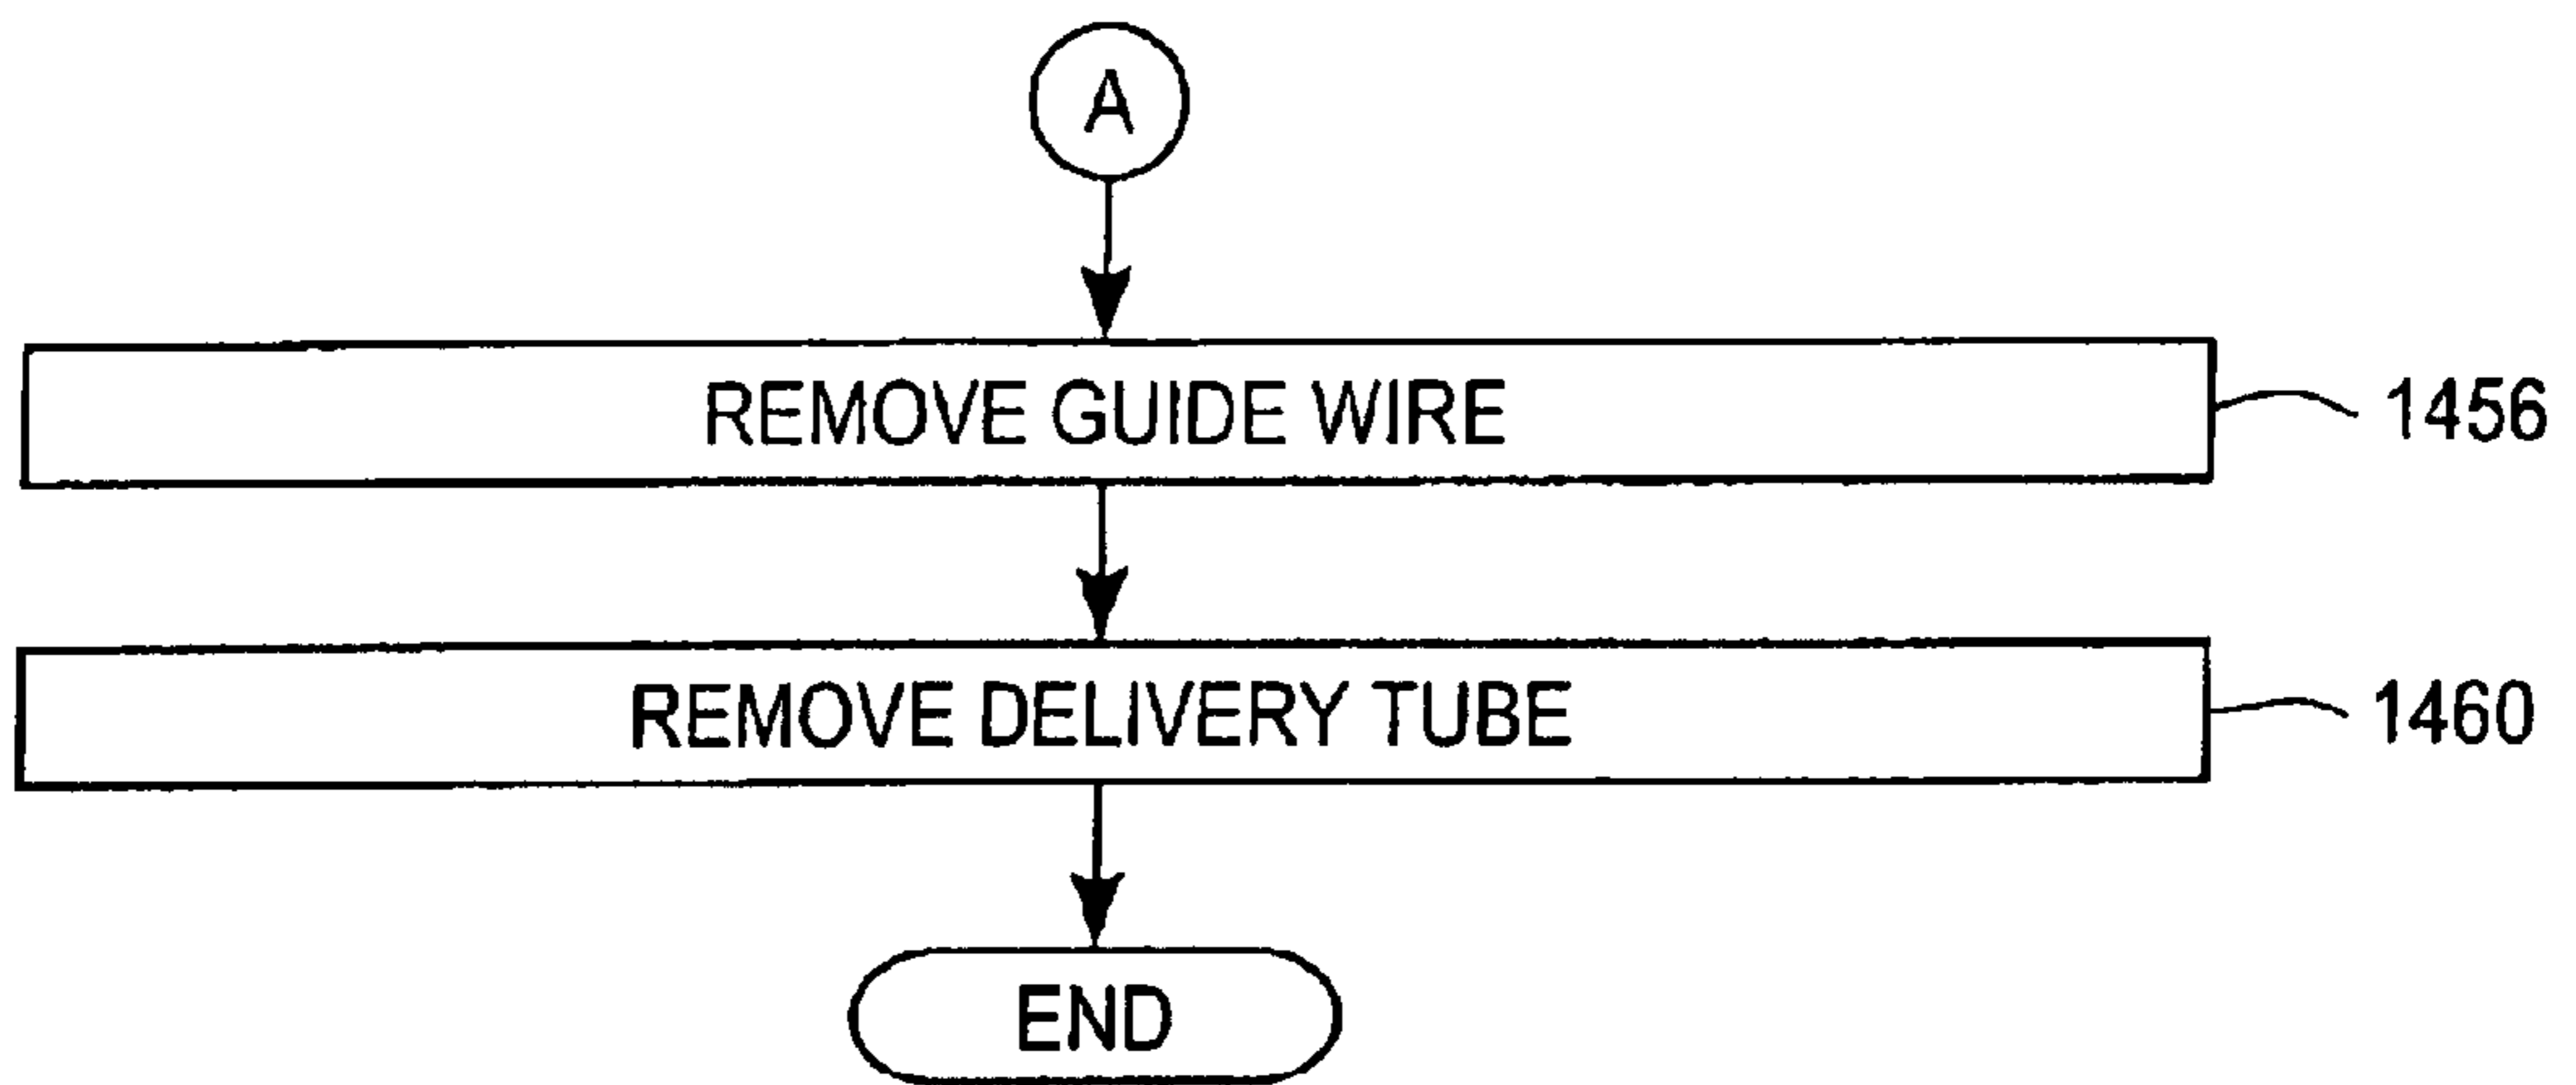 A
REMOVE GUIDE WIRE
1456
REMOVE DELIVERY TUBE
1460
END